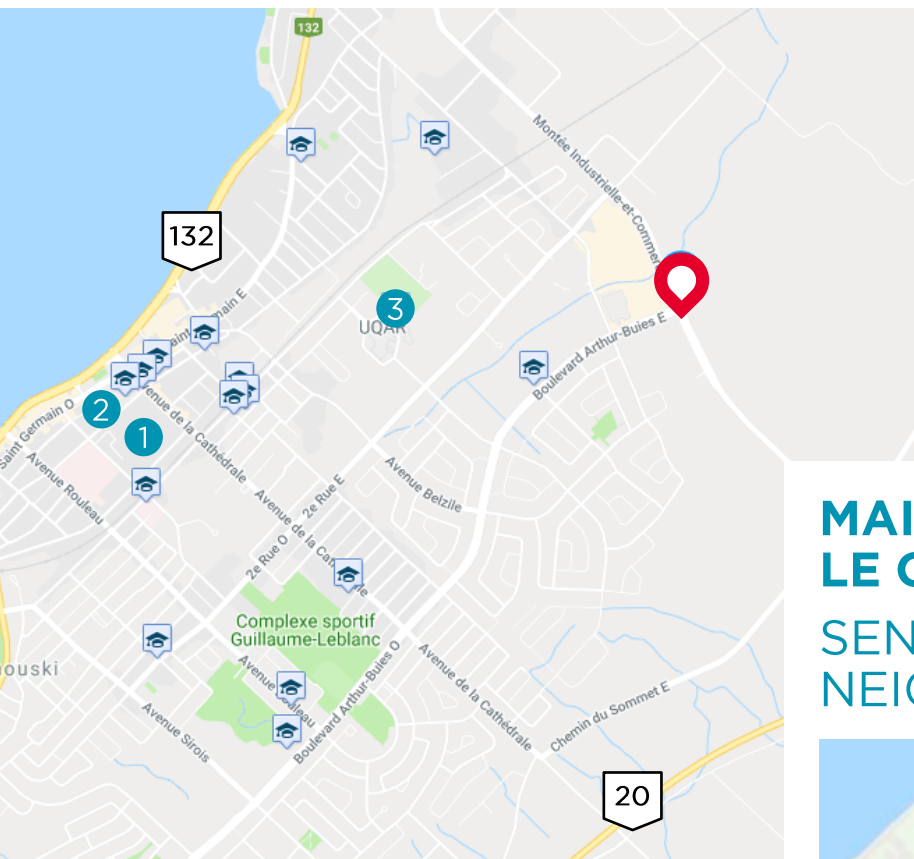 132
Montée Industrielle-et-Commer
132
Saint Germain E
3
UQAR
Boulevard Arthur-Buies E
2
1
Saint Germain O
Avenue de la Cathédrale
Avenue Rouleau
Avenue Belzile
2e Rue E
Avenue de la Cathédrale
2e Rue O
MAI
LE C
SEN
NEIG
Complexe sportif
Guillaume-Leblanc
Avenue Rouleau
Boulevard Arthur-Buies O
Avenue de la Cathédrale
Chemin du Sommet E
ouski
Avenue Sirois
20